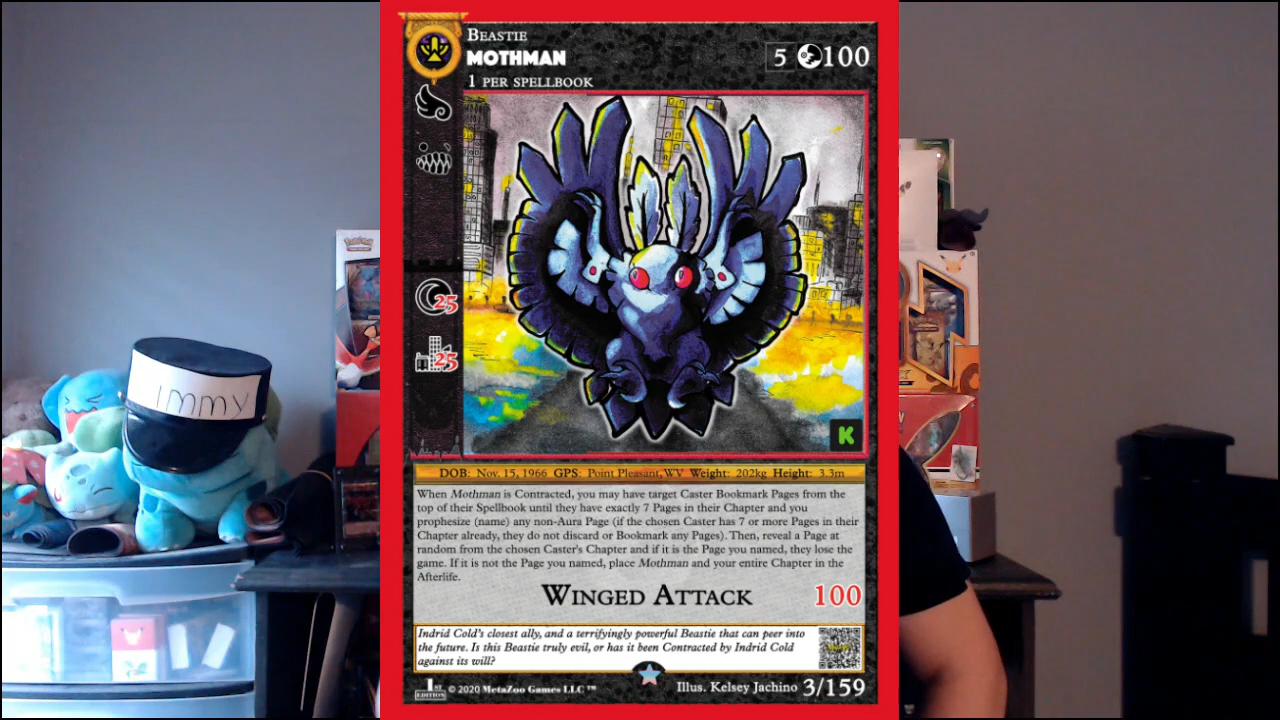 BEASTIE
MOTHMAN
1 PER SPELLBOOK
5 100
25
25
K
IMMY
DOB: Nov. 15, 1966 GPS: Point Pleasant, WV Weight: 202kg Height: 3.3m
When Mothman is Contracted, you may have target Caster Bookmark Pages from the
top of their Spellbook until they have exactly 7 Pages in their Chapter and you
prophesize (name) any non-Aura Page (if the chosen Caster has 7 or more Pages in their
Chapter already, they do not discard or Bookmark any Pages). Then, reveal a Page at
random from the chosen Caster's Chapter and if it is the Page you named, they lose the
game. If it is not the Page you named, place Mothman and your entire Chapter in the
Afterlife.
WINGED ATTACK 100
Indrid Cold's closest ally, and a terrifyingly powerful Beastie that can peer into
the future. Is this Beastie truly evil, or has it been Contracted by Indrid Cold
against its will?
1ST EDITION © 2020 MetaZoo Games LLC ™ Illus. Kelsey Jachino 3/159
Pokémon